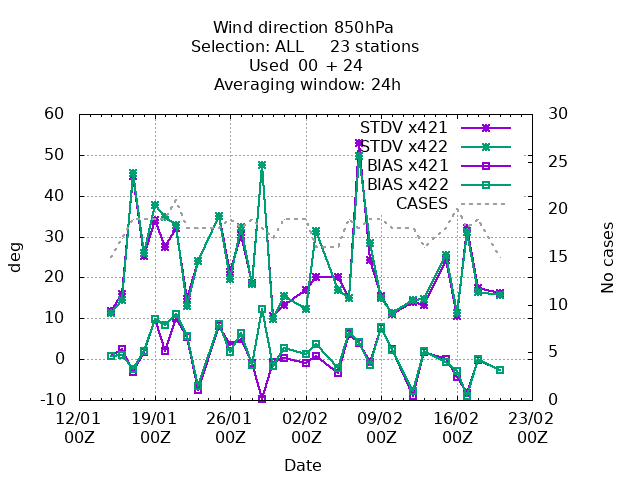 Wind direction 850hPa
Selection: ALL 23 stations
Used 00 + 24
Averaging window: 24h
60 30
STDV x421
STDV x422
50 25
BIAS x421
BIAS x422
40 20
CASES
30 15
20 10
10
0 5
-10 0
deg
No cases
12/01 19/01 26/01 02/02 09/02 16/02 23/02
00Z 00Z 00Z 00Z 00Z 00Z 00Z
Date